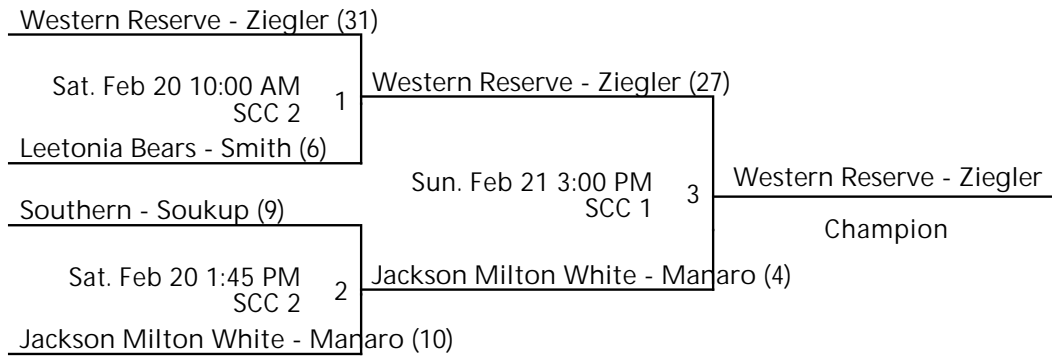 Western Reserve - Ziegler (31)
Sat. Feb 20 10:00 AM
SCC 2
1
Leetonia Bears - Smith (6)
Western Reserve - Ziegler (27)
Southern - Soukup (9)
Sat. Feb 20 1:45 PM
SCC 2
2
Jackson Milton White - Manaro (10)
Sun. Feb 21 3:00 PM
SCC 1
3
Jackson Milton White - Manaro (4)
Western Reserve - Ziegler
Champion